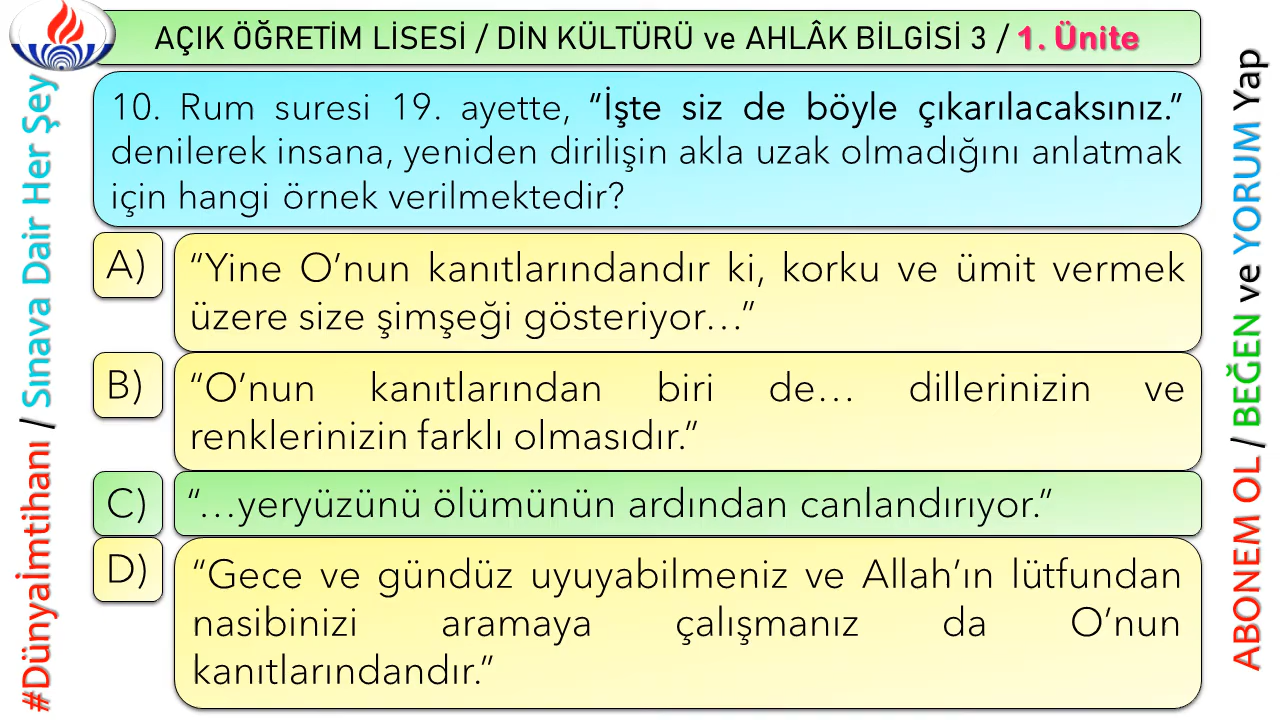 AÇIK ÖĞRETİM LİSESİ / DİN KÜLTÜRÜ ve AHLÂK BİLGİSİ 3 / 1. Ünite
10. Rum suresi 19. ayette, “İşte siz de böyle çıkarılacaksınız.”
denilerek insana, yeniden dirilişin akla uzak olmadığını anlatmak
için hangi örnek verilmektedir?
A) “Yine O’nun kanıtlarındandır ki, korku ve ümit vermek
üzere size şimşeği gösteriyor…”
B) “O’nun kanıtlarından biri de… dillerinizin ve
renklerinizin farklı olmasıdır.”
C) “…yeryüzünü ölümünün ardından canlandırıyor.”
D) “Gece ve gündüz uyuyabilmeniz ve Allah’ın lütfundan
nasibinizi aramaya çalışmanız da O’nun
kanıtlarındandır.”
#Dünyaİmtihanı / Sınava Dair Her Şey
ABONEM OL / BEĞEN ve YORUM Yap